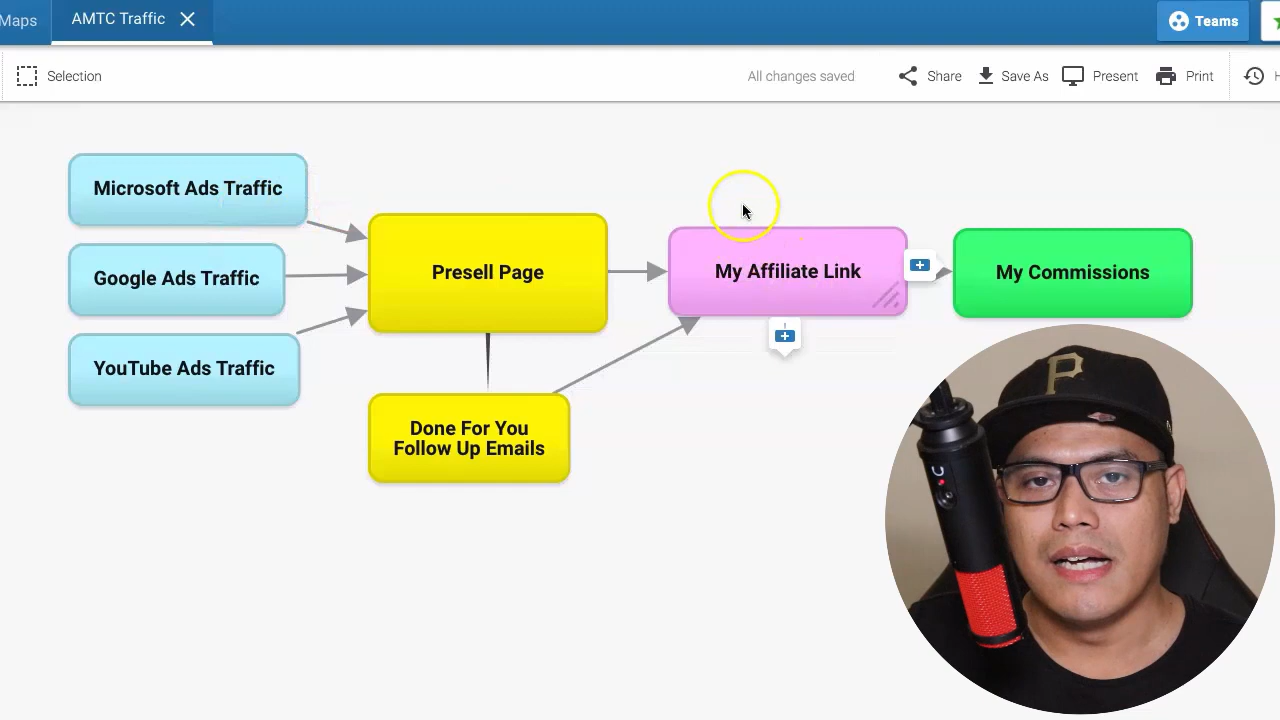 Maps
AMTC Traffic
Teams
Selection
All changes saved
Share
Save As
Present
Print
H
Microsoft Ads Traffic
Google Ads Traffic
YouTube Ads Traffic
Presell Page
Done For You
Follow Up Emails
My Affiliate Link
My Commissions
P